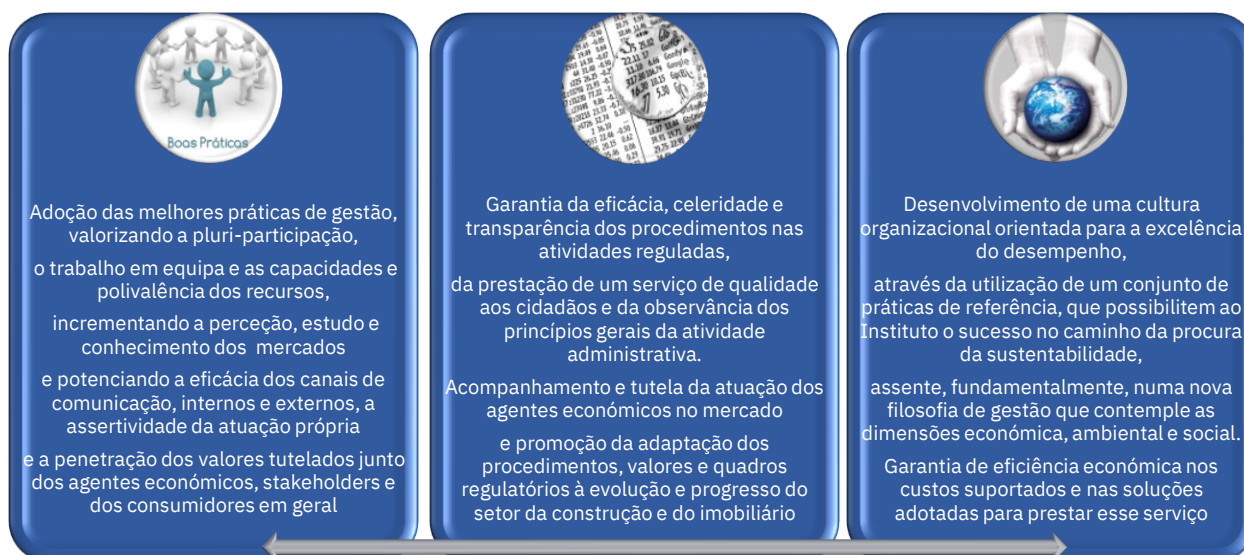 Boas Práticas
Adoção das melhores práticas de gestão,
valorizando a pluri-participação,
o trabalho em equipa e as capacidades e
polivalência dos recursos,
incrementando a perceção, estudo e
conhecimento dos mercados
e potenciando a eficácia dos canais de
comunicação, internos e externos, a
assertividade da atuação própria
e a penetração dos valores tutelados junto
dos agentes económicos, stakeholders e
dos consumidores em geral
Garantia da eficácia, celeridade e
transparência dos procedimentos nas
atividades reguladas,
da prestação de um serviço de qualidade
aos cidadãos e da observância dos
princípios gerais da atividade
administrativa.
Acompanhamento e tutela da atuação dos
agentes económicos no mercado
e promoção da adaptação dos
procedimentos, valores e quadros
regulatórios à evolução e progresso do
setor da construção e do imobiliário
Desenvolvimento de uma cultura
organizacional orientada para a excelência
do desempenho,
através da utilização de um conjunto de
práticas de referência, que possibilitem ao
Instituto o sucesso no caminho da procura
da sustentabilidade,
assente, fundamentalmente, numa nova
filosofia de gestão que contemple as
dimensões económica, ambiental e social.
Garantia de eficiência económica nos
custos suportados e nas soluções
adotadas para prestar esse serviço